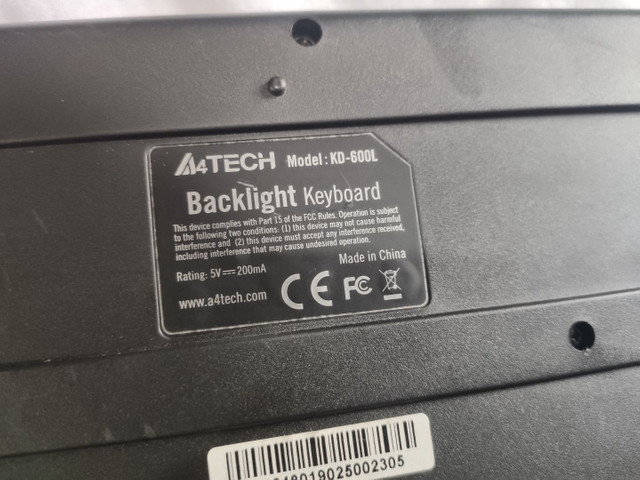 A4TECH Model: KD-600L
Backlight Keyboard
This device complies with Part 15 of the FCC Rules. Operation is subject
to the following two conditions: (1) this device may not cause harmful
interference and (2) this device must accept any interference received,
including interference that may cause undesired operation.
Made in China
Rating: 5V⎓200mA
www.a4tech.com CE FC
8019025002305